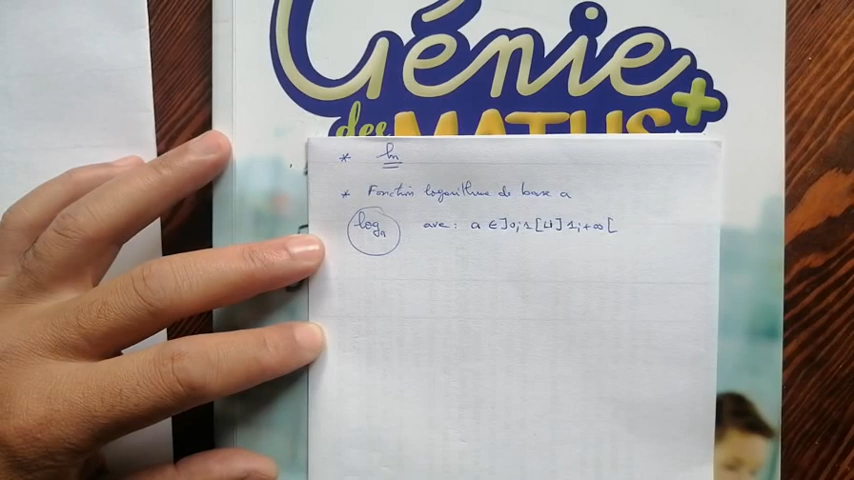 Génie
des MATHS +
* ln
* Fonction logarithme de base a
log_a avec : a ∈ ]0;1[ ∪ ]1;+∞[